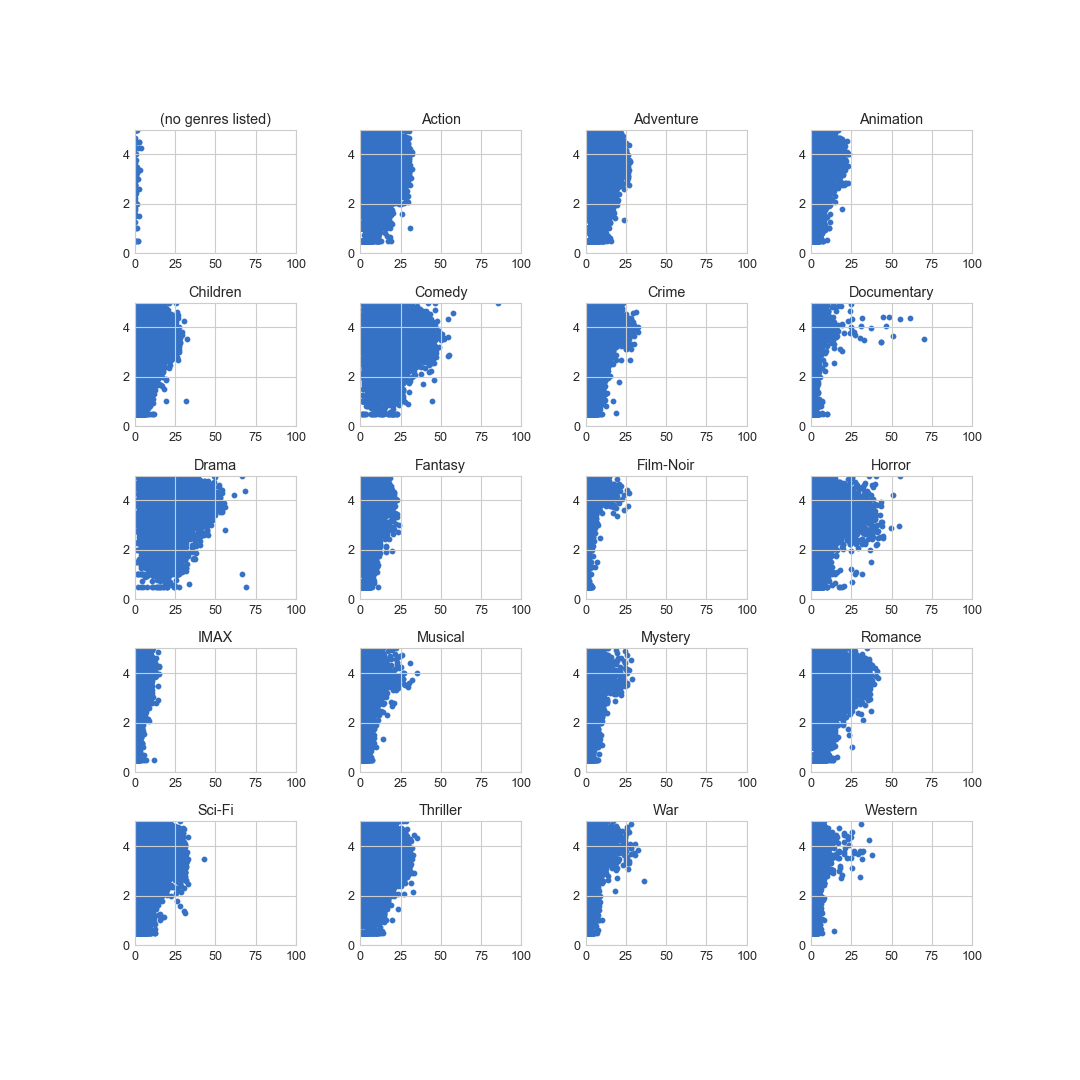 (no genres listed) Action Adventure Animation
4 4 4 4
2 2 2 2
0 0 0 0
0 25 50 75 100 0 25 50 75 100 0 25 50 75 100 0 25 50 75 100
Children Comedy Crime Documentary
4 4 4 4
2 2 2 2
0 0 0 0
0 25 50 75 100 0 25 50 75 100 0 25 50 75 100 0 25 50 75 100
Drama Fantasy Film-Noir Horror
4 4 4 4
2 2 2 2
0 0 0 0
0 25 50 75 100 0 25 50 75 100 0 25 50 75 100 0 25 50 75 100
IMAX Musical Mystery Romance
4 4 4 4
2 2 2 2
0 0 0 0
0 25 50 75 100 0 25 50 75 100 0 25 50 75 100 0 25 50 75 100
Sci-Fi Thriller War Western
4 4 4 4
2 2 2 2
0 0 0 0
0 25 50 75 100 0 25 50 75 100 0 25 50 75 100 0 25 50 75 100